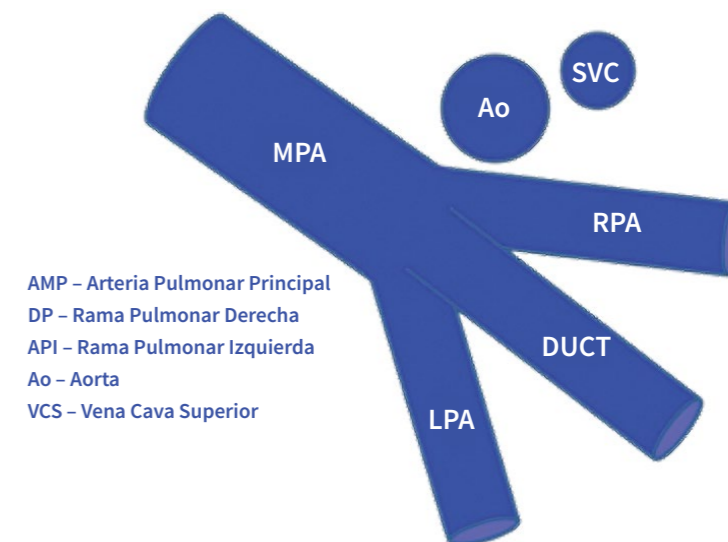 SVC
Ao
MPA
RPA
AMP – Arteria Pulmonar Principal
DP – Rama Pulmonar Derecha
API – Rama Pulmonar Izquierda
Ao – Aorta
VCS – Vena Cava Superior
DUCT
LPA